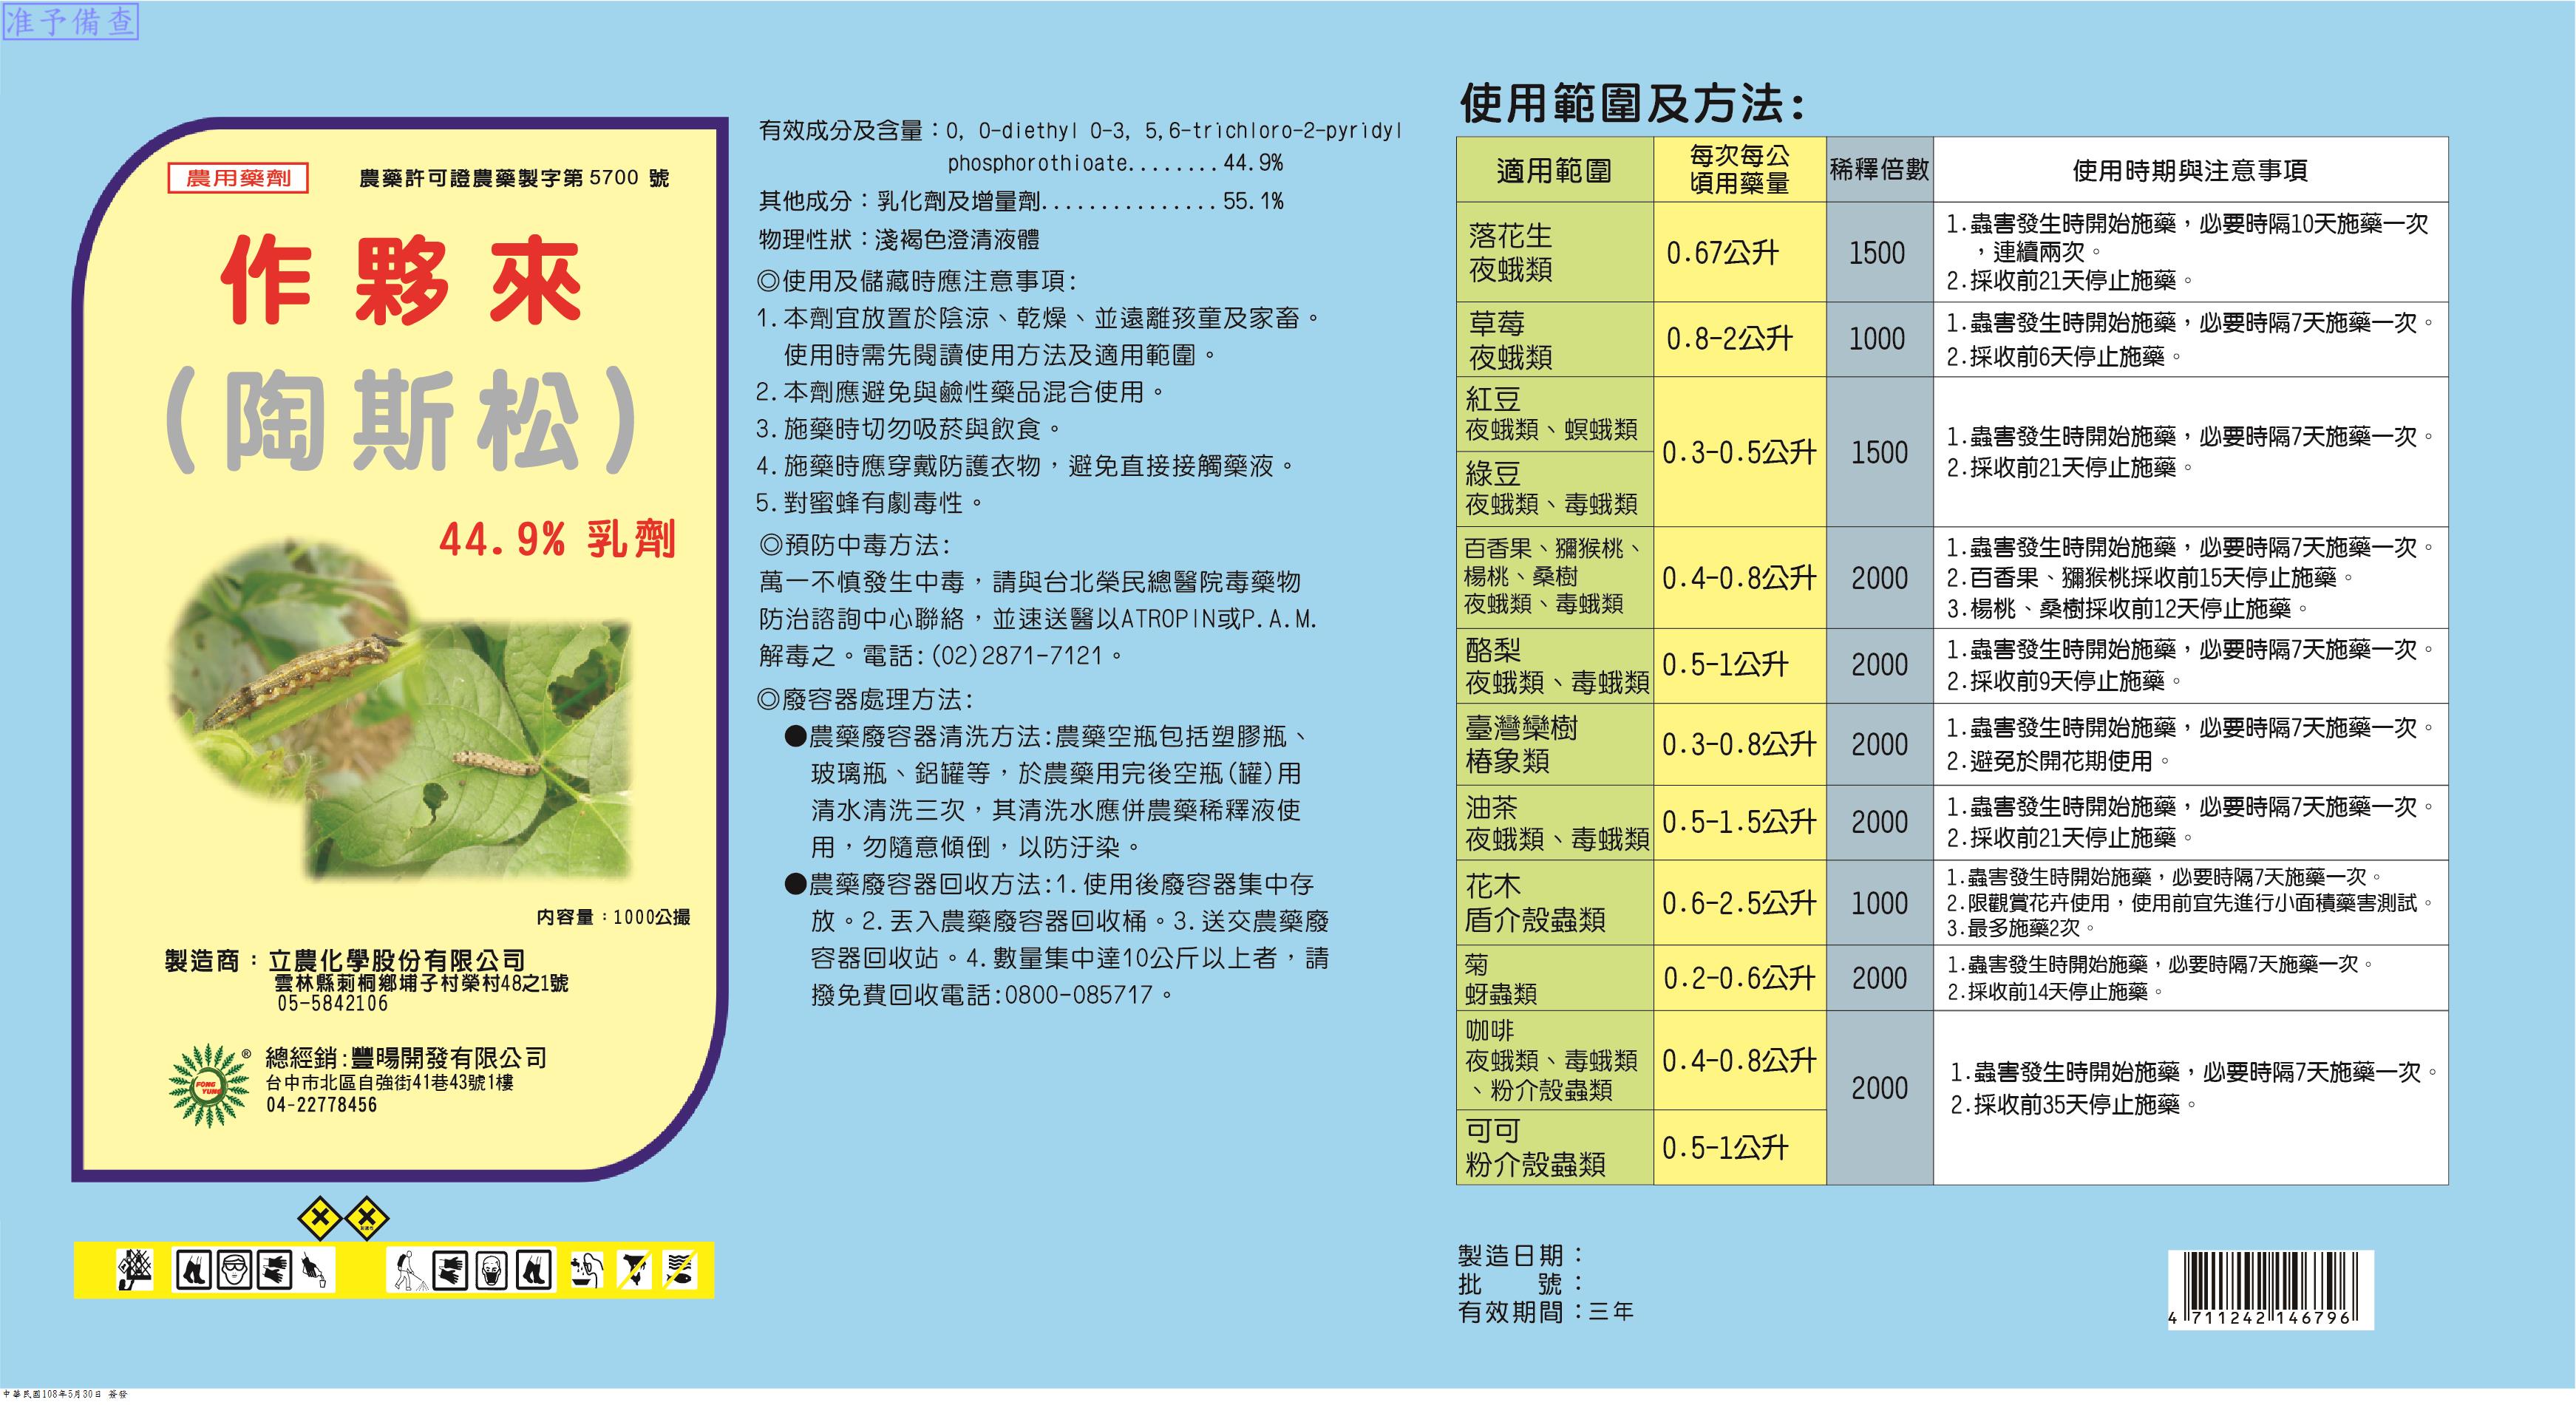 准予備查
農用藥劑
農藥許可證農藥製字第 5700 號
作夥來
(陶斯松)
44.9% 乳劑
內容量：1000公撮
製造商：立農化學股份有限公司
雲林縣莿桐鄉埔子村榮村48之1號
05-5842106
FONG
YUNG
®
總經銷:豐暘開發有限公司
台中市北區自強街41巷43號1樓
04-22778456
有效成分及含量：O, O-diethyl O-3, 5,6-trichloro-2-pyridyl
phosphorothioate........44.9%
其他成分：乳化劑及增量劑...............55.1%
物理性狀：淺褐色澄清液體
◎使用及儲藏時應注意事項:
1.本劑宜放置於陰涼、乾燥、並遠離孩童及家畜。
使用時需先閱讀使用方法及適用範圍。
2.本劑應避免與鹼性藥品混合使用。
3.施藥時切勿吸菸與飲食。
4.施藥時應穿戴防護衣物，避免直接接觸藥液。
5.對蜜蜂有劇毒性。
◎預防中毒方法:
萬一不慎發生中毒，請與台北榮民總醫院毒藥物
防治諮詢中心聯絡，並速送醫以ATROPIN或P.A.M.
解毒之。電話:(02)2871-7121。
◎廢容器處理方法:
●農藥廢容器清洗方法:農藥空瓶包括塑膠瓶、
玻璃瓶、鋁罐等，於農藥用完後空瓶(罐)用
清水清洗三次，其清洗水應併農藥稀釋液使
用，勿隨意傾倒，以防汙染。
●農藥廢容器回收方法:1.使用後廢容器集中存
放。2.丟入農藥廢容器回收桶。3.送交農藥廢
容器回收站。4.數量集中達10公斤以上者，請
撥免費回收電話:0800-085717。
使用範圍及方法:
適用範圍
每次每公
頃用藥量
稀釋倍數
使用時期與注意事項
落花生
夜蛾類
0.67公升
1500
1.蟲害發生時開始施藥，必要時隔10天施藥一次
，連續兩次。
2.採收前21天停止施藥。
草莓
夜蛾類
0.8-2公升
1000
1.蟲害發生時開始施藥，必要時隔7天施藥一次。
2.採收前6天停止施藥。
紅豆
夜蛾類、螟蛾類
綠豆
夜蛾類、毒蛾類
0.3-0.5公升
1500
1.蟲害發生時開始施藥，必要時隔7天施藥一次。
2.採收前21天停止施藥。
百香果、獼猴桃、
楊桃、桑樹
夜蛾類、毒蛾類
0.4-0.8公升
2000
1.蟲害發生時開始施藥，必要時隔7天施藥一次。
2.百香果、獼猴桃採收前15天停止施藥。
3.楊桃、桑樹採收前12天停止施藥。
酪梨
夜蛾類、毒蛾類
0.5-1公升
2000
1.蟲害發生時開始施藥，必要時隔7天施藥一次。
2.採收前9天停止施藥。
臺灣欒樹
椿象類
0.3-0.8公升
2000
1.蟲害發生時開始施藥，必要時隔7天施藥一次。
2.避免於開花期使用。
油茶
夜蛾類、毒蛾類
0.5-1.5公升
2000
1.蟲害發生時開始施藥，必要時隔7天施藥一次。
2.採收前21天停止施藥。
花木
盾介殼蟲類
0.6-2.5公升
1000
1.蟲害發生時開始施藥，必要時隔7天施藥一次。
2.限觀賞花卉使用，使用前宜先進行小面積藥害測試。
3.最多施藥2次。
菊
蚜蟲類
0.2-0.6公升
2000
1.蟲害發生時開始施藥，必要時隔7天施藥一次。
2.採收前14天停止施藥。
咖啡
夜蛾類、毒蛾類
、粉介殼蟲類
0.4-0.8公升
可可
粉介殼蟲類
0.5-1公升
2000
1.蟲害發生時開始施藥，必要時隔7天施藥一次。
2.採收前35天停止施藥。
製造日期：
批　號：
有效期間：三年
4 711242 146796
中華民國108年5月30日 簽發